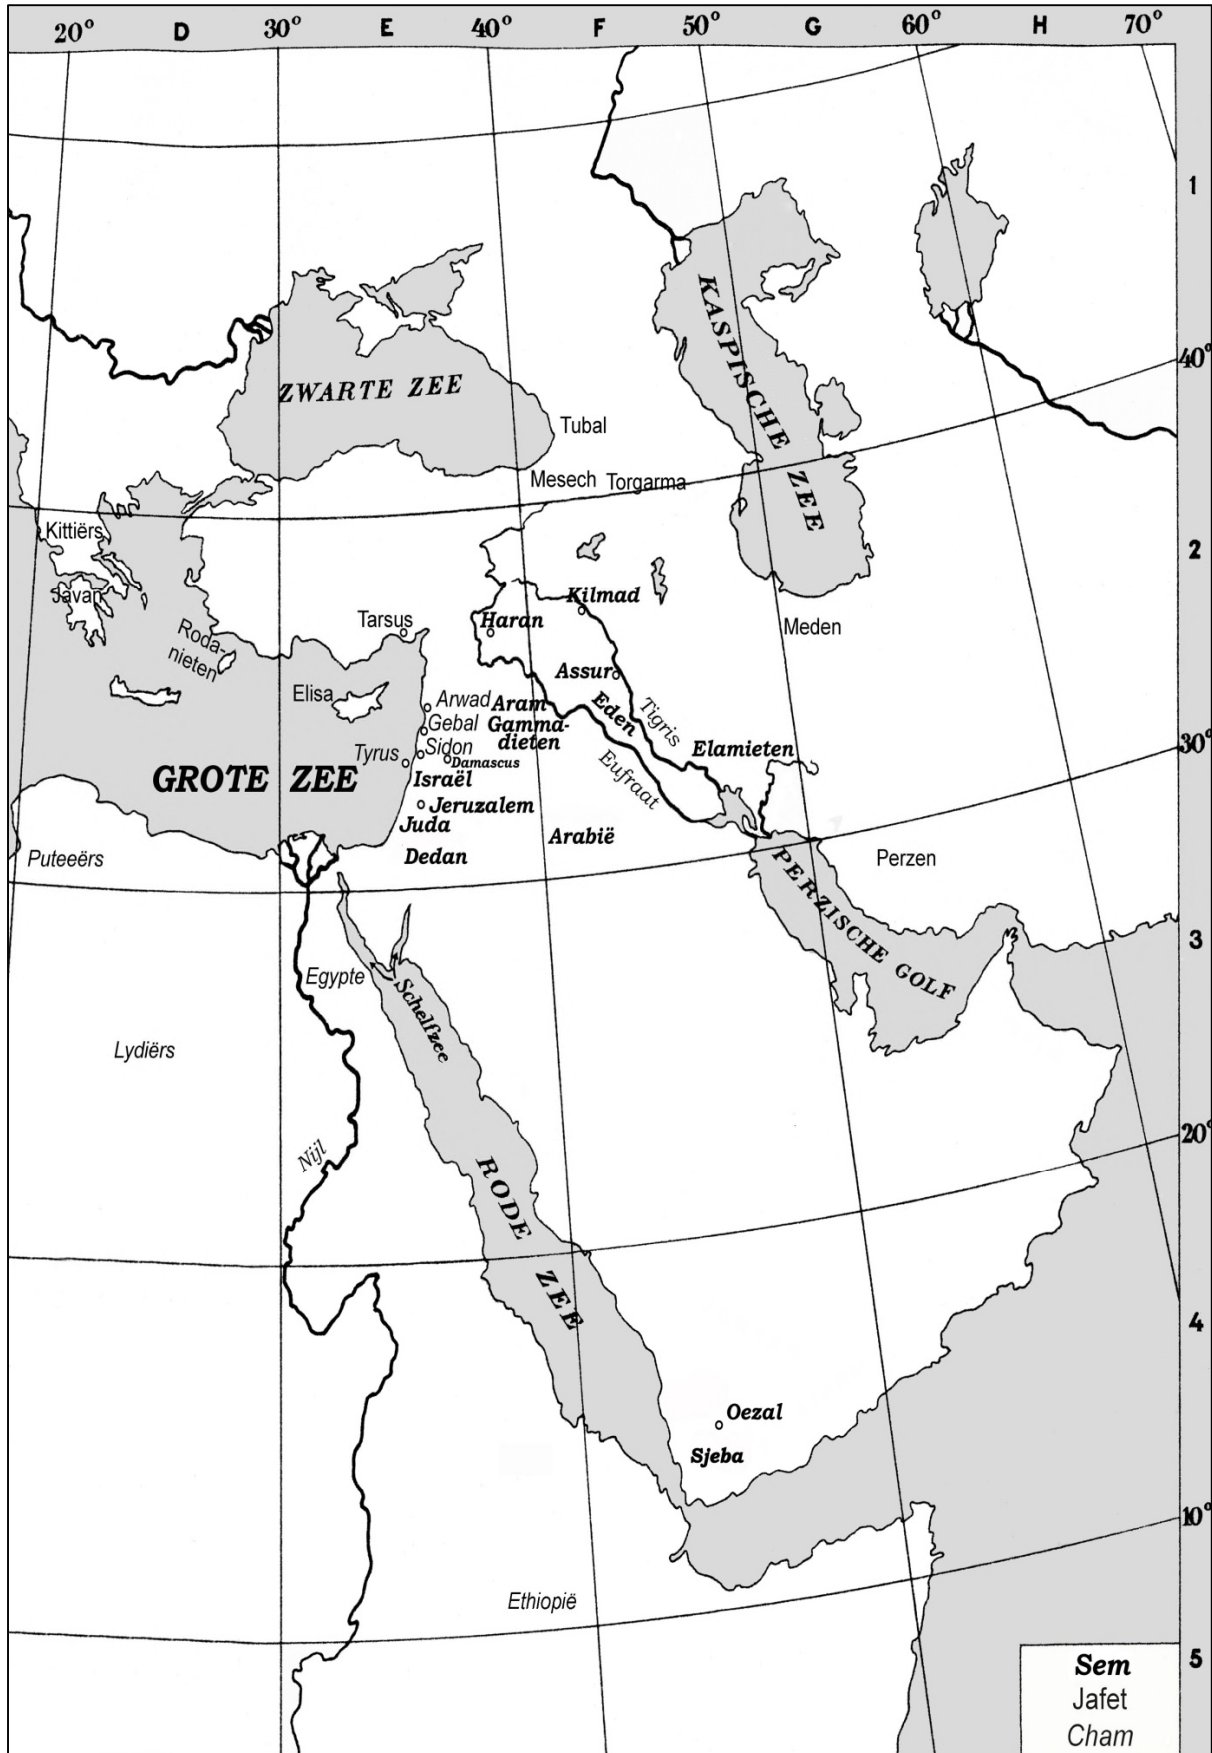 20° D 30° E 40° F 50° G 60° H 70°
1
KASPISCHE ZEE
40°
ZWARTE ZEE
Tubal
Mesech Torgarma
Kittiërs
2
Javan
Kilmad
Tarsus
Haran
Meden
Roda-
nieten
Assur
Elisa
Arwad
Aram
Eden
Tigris
Gebal
Gamma-
dieten
30°
Tyrus
Sidon
Damascus
Elamieten
GROTE ZEE
Israël
Eufraat
Jeruzalem
Juda
Arabië
Puteeërs
Dedan
Perzen
PERZISCHE GOLF
3
Egypte
Schelfzee
Lydiërs
20°
Nijl
RODE ZEE
4
Oezal
Sjeba
10°
Ethiopië
5
Sem
Jafet
Cham